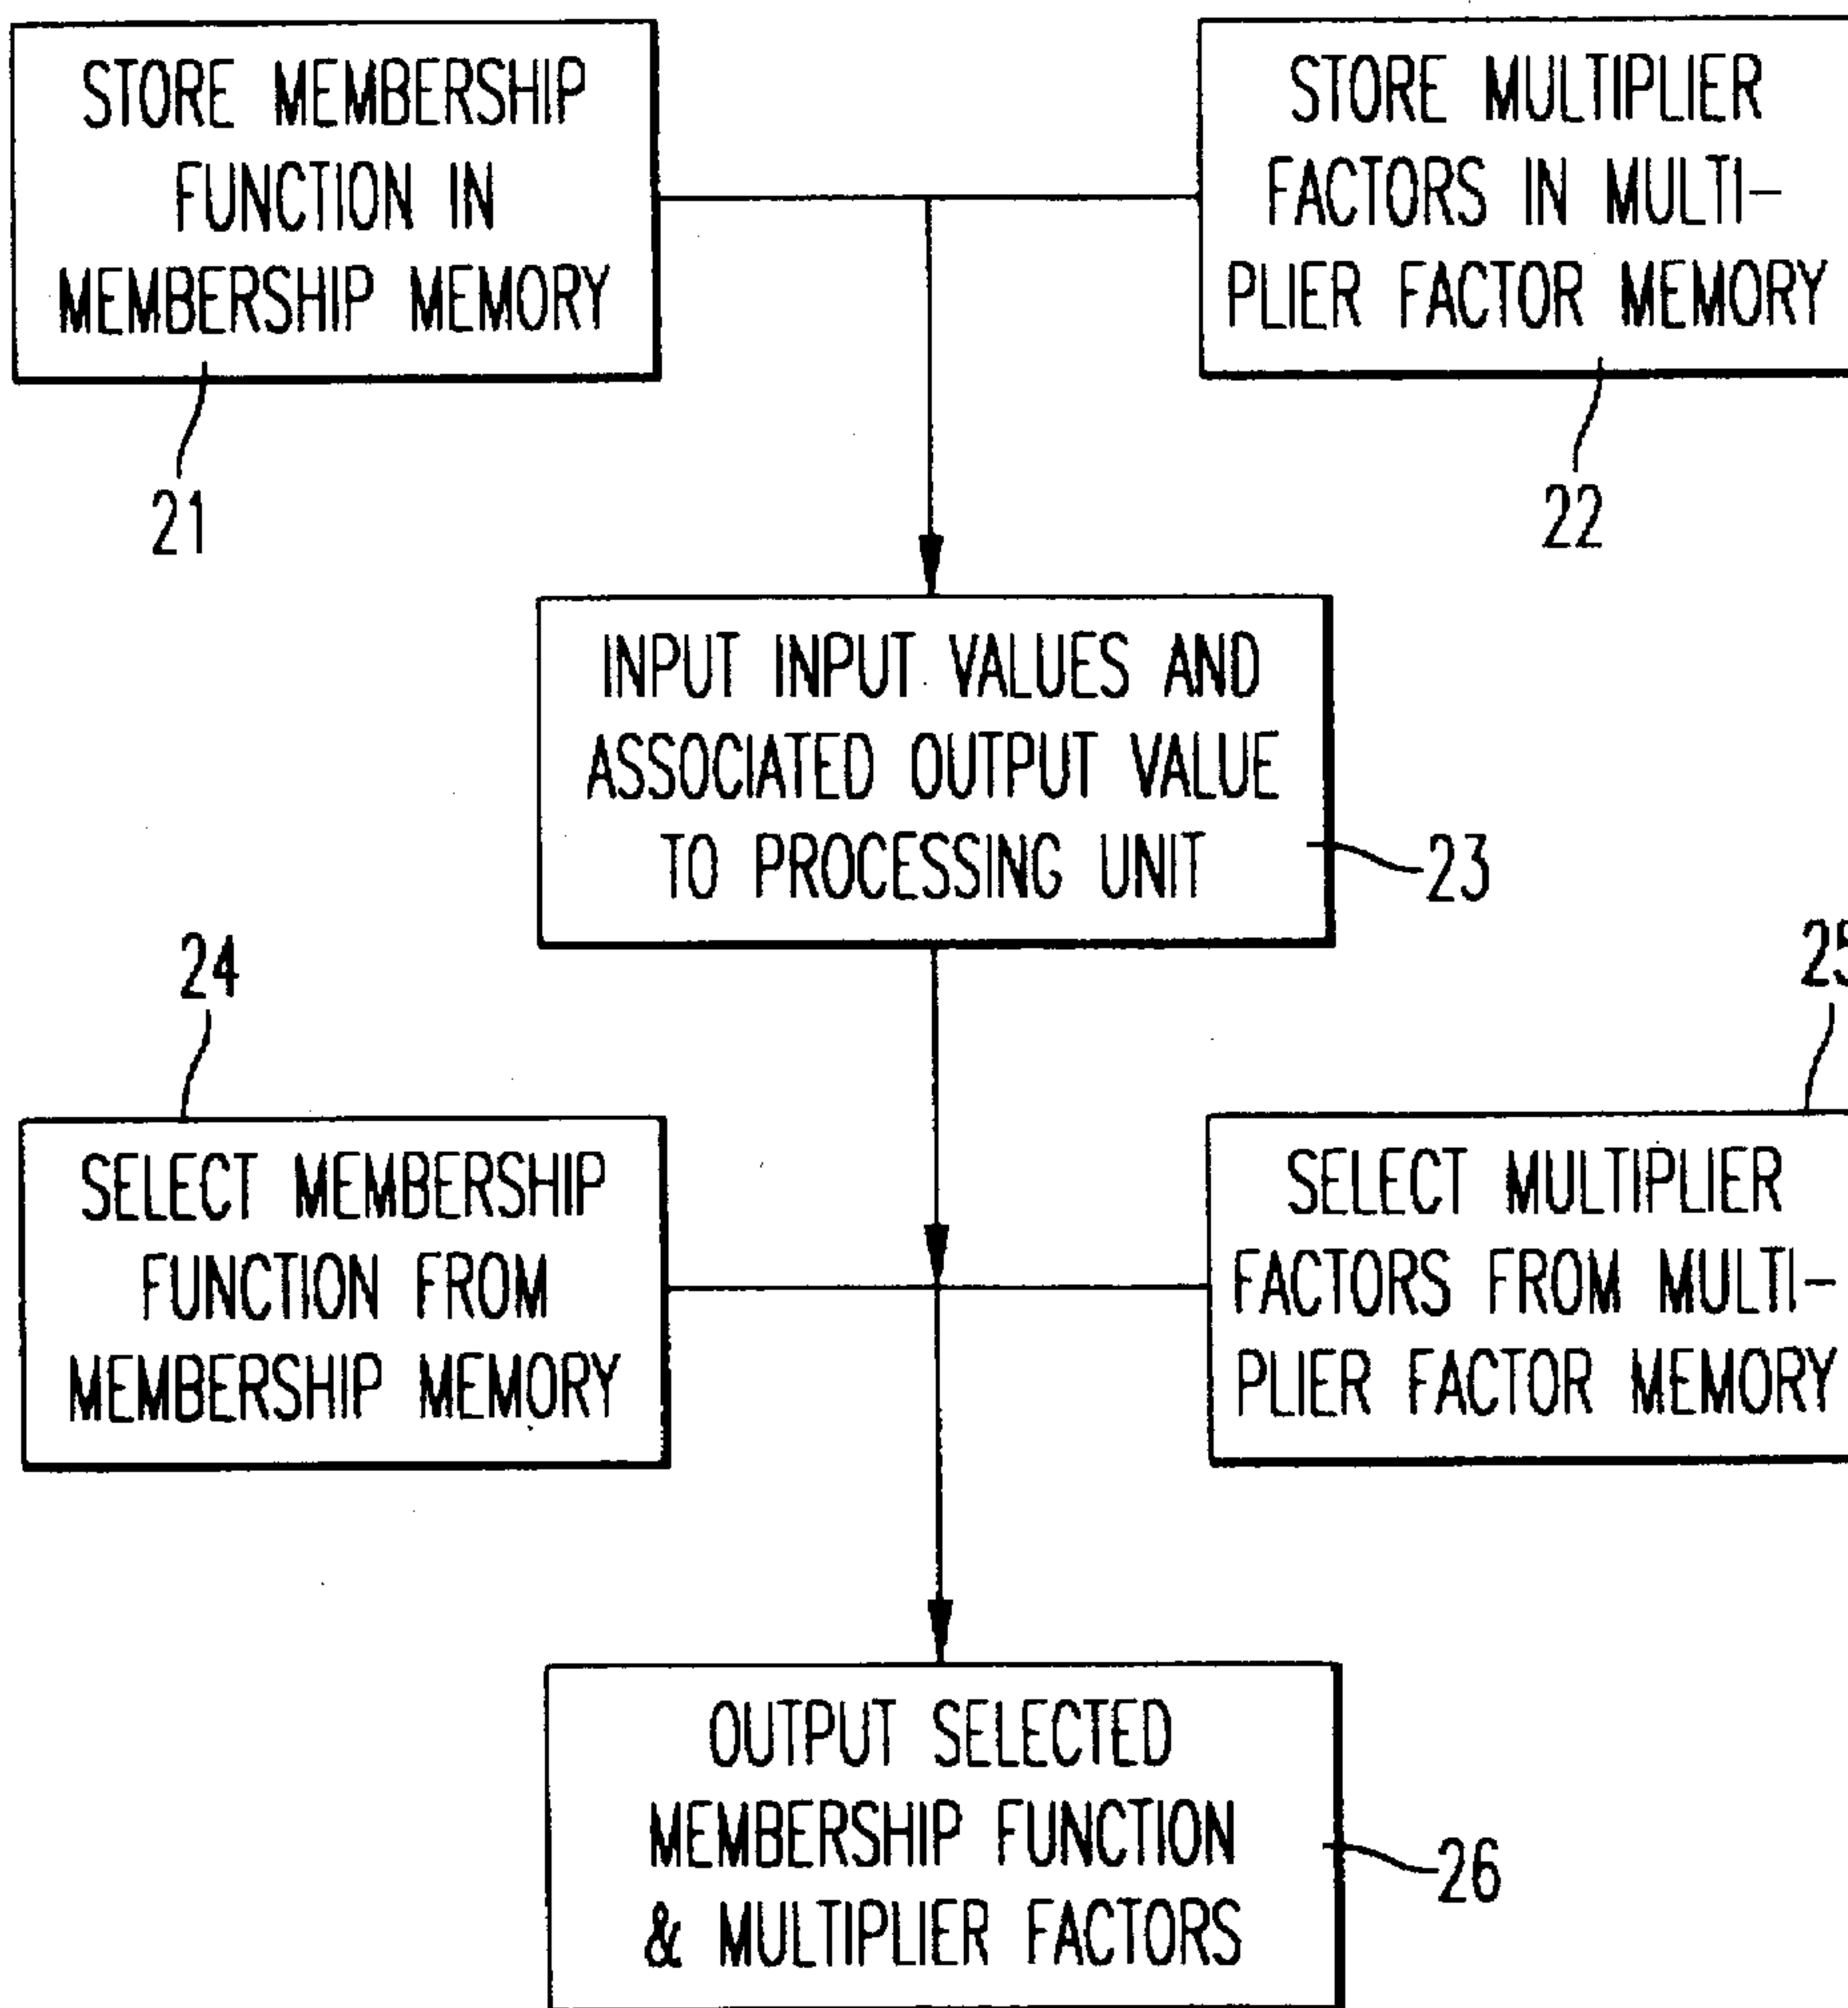 STORE MEMBERSHIP
FUNCTION IN
MEMBERSHIP MEMORY
21
STORE MULTIPLIER
FACTORS IN MULTI-
PLIER FACTOR MEMORY
22
INPUT INPUT VALUES AND
ASSOCIATED OUTPUT VALUE
TO PROCESSING UNIT
23
24
SELECT MEMBERSHIP
FUNCTION FROM
MEMBERSHIP MEMORY
25
SELECT MULTIPLIER
FACTORS FROM MULTI-
PLIER FACTOR MEMORY
OUTPUT SELECTED
MEMBERSHIP FUNCTION
& MULTIPLIER FACTORS
26